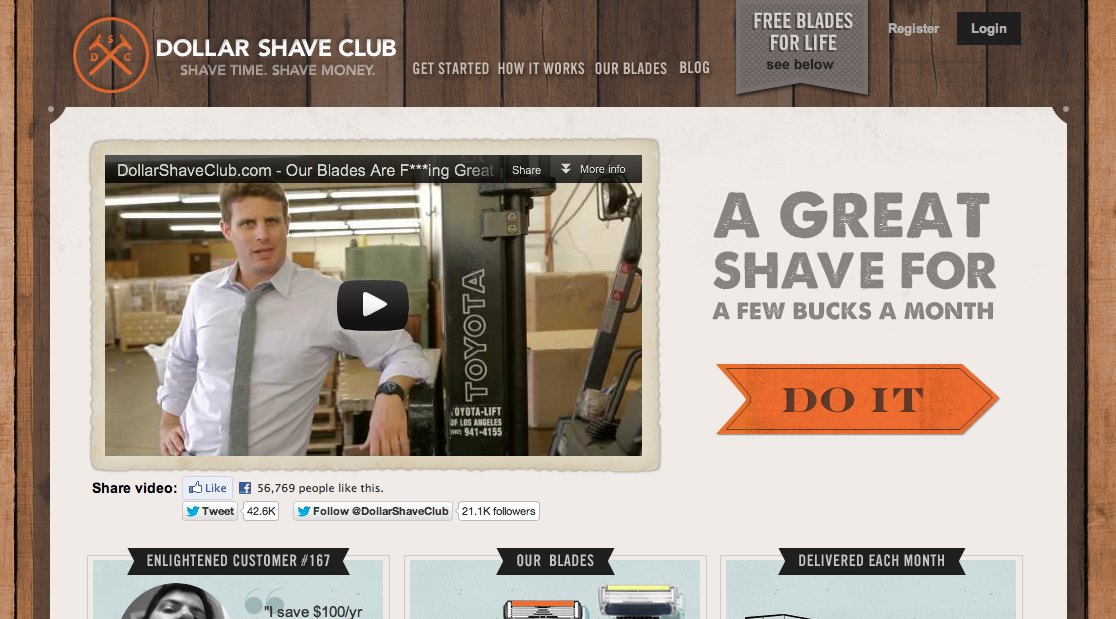 S
D C
DOLLAR SHAVE CLUB
SHAVE TIME. SHAVE MONEY.
GET STARTED HOW IT WORKS OUR BLADES BLOG
FREE BLADES
FOR LIFE
see below
Register Login
DollarShaveClub.com - Our Blades Are F***ing Great Share More info
TOYOTA
OYOTA-LIFT
OF LOS ANGELES
941-4155
A GREAT
SHAVE FOR
A FEW BUCKS A MONTH
DO IT
Share video: Like 56,769 people like this.
Tweet 42.6K Follow @DollarShaveClub 21.1K followers
ENLIGHTENED CUSTOMER #167
"I save $100/yr
OUR BLADES
DELIVERED EACH MONTH